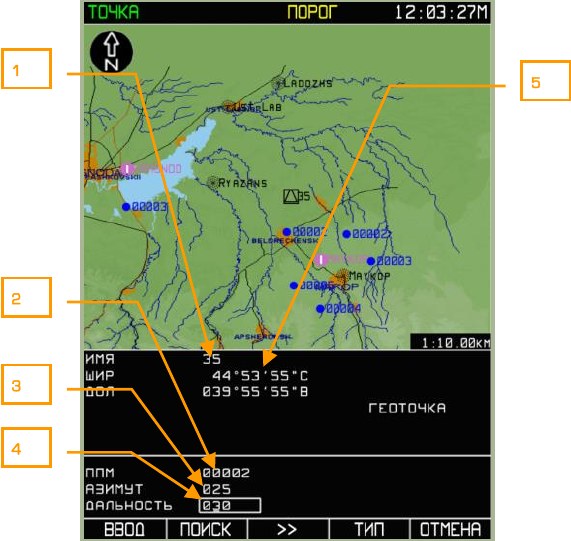 ТОЧКА ПОРОГ 12:03:27М
1
5
N
LADOZHS
UST-LAB
RYAZANS
35
00003
00001
00002
BELORECHENSK
00003
MAYKOP
00005
00004
APSHERONSK
1:10.00КМ
2
ИМЯ 35
ШИР 44°53'55"С
ДОЛ 039°55'55"В
ГЕОТОЧКА
3
4
ППМ 00002
АЗИМУТ 025
ДАЛЬНОСТЬ 030
ВВОД ПОИСК >> ТИП ОТМЕНА